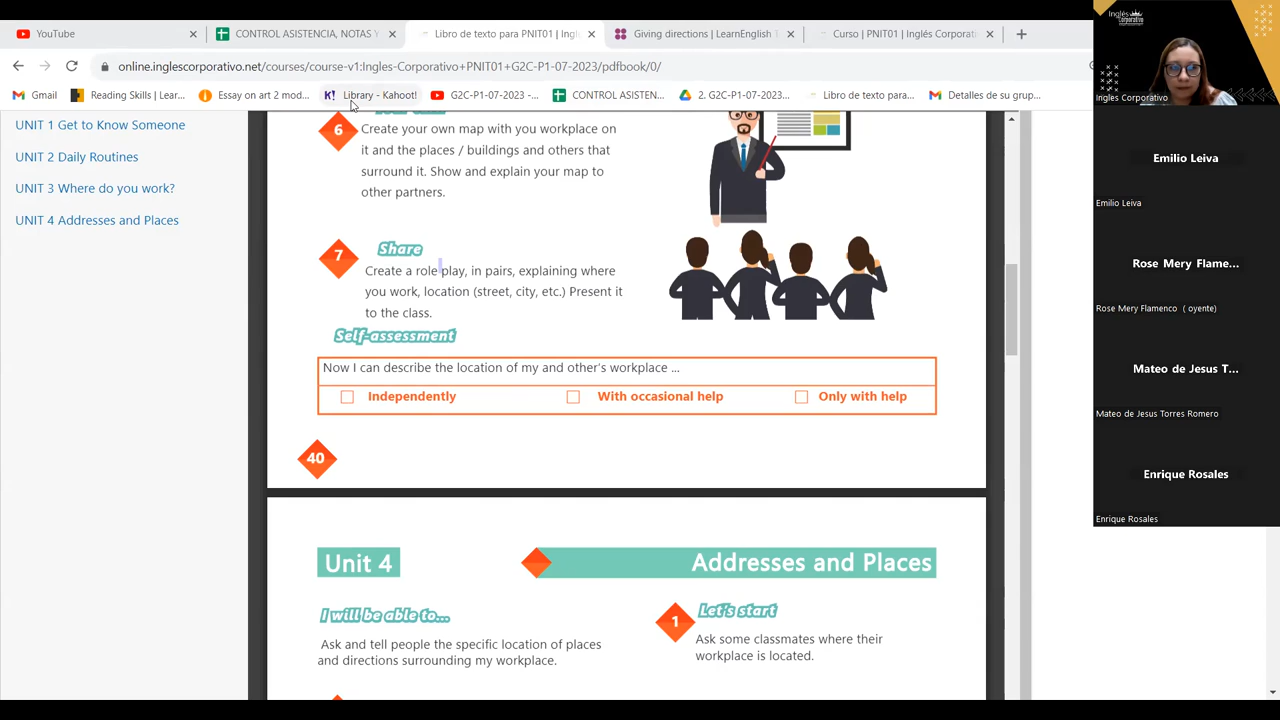 YouTube
CONTROL ASISTENCIA, NOTAS Y
Libro de texto para PNIT01 | Ingl
Giving directions | LearnEnglish T
Curso | PNIT01 | Inglés Corporati
online.inglescorporativo.net/courses/course-v1:Ingles-Corporativo+PNIT01+G2C-P1-07-2023/pdfbook/0/
Gmail
Reading Skills | Lear...
Essay on art 2 mod...
K! Library - Kahoot!
G2C-P1-07-2023 -...
CONTROL ASISTEN...
2. G2C-P1-07-2023...
Libro de texto para...
Detalles de su grup...
UNIT 1 Get to Know Someone
UNIT 2 Daily Routines
UNIT 3 Where do you work?
UNIT 4 Addresses and Places
6
Create your own map with you workplace on
it and the places / buildings and others that
surround it. Show and explain your map to
other partners.
7
Share
Create a role play, in pairs, explaining where
you work, location (street, city, etc.) Present it
to the class.
Self-assessment
Now I can describe the location of my and other's workplace ...
Independently
With occasional help
Only with help
40
Unit 4
Addresses and Places
I will be able to...
Ask and tell people the specific location of places
and directions surrounding my workplace.
1
Let's start
Ask some classmates where their
workplace is located.
Inglés
Corporativo
Ingles Corporativo
Emilio Leiva
Emilio Leiva
Rose Mery Flame...
Rose Mery Flamenco ( oyente)
Mateo de Jesus T...
Mateo de Jesus Torres Romero
Enrique Rosales
Enrique Rosales